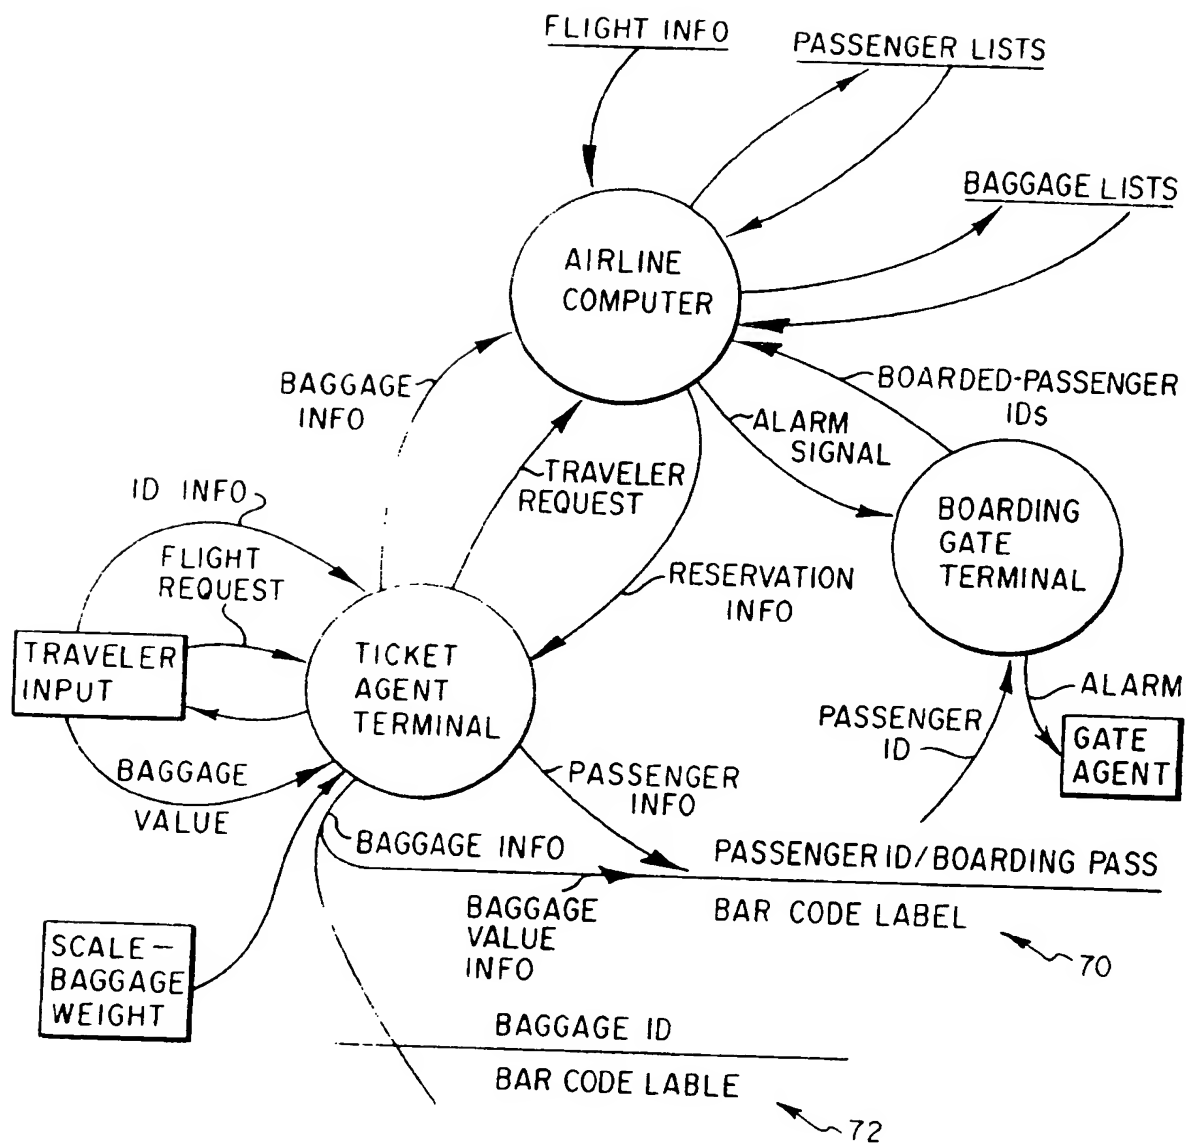 FLIGHT INFO
PASSENGER LISTS
BAGGAGE LISTS
AIRLINE
COMPUTER
BAGGAGE
INFO
BOARDED-PASSENGER
IDs
ALARM
SIGNAL
TRAVELER
REQUEST
ID INFO
FLIGHT
REQUEST
BOARDING
GATE
TERMINAL
RESERVATION
INFO
TRAVELER
INPUT
TICKET
AGENT
TERMINAL
ALARM
PASSENGER
ID
GATE
AGENT
BAGGAGE
VALUE
PASSENGER
INFO
BAGGAGE INFO
PASSENGER ID/BOARDING PASS
BAR CODE LABEL
70
BAGGAGE
VALUE
INFO
SCALE-
BAGGAGE
WEIGHT
BAGGAGE ID
BAR CODE LABLE
72